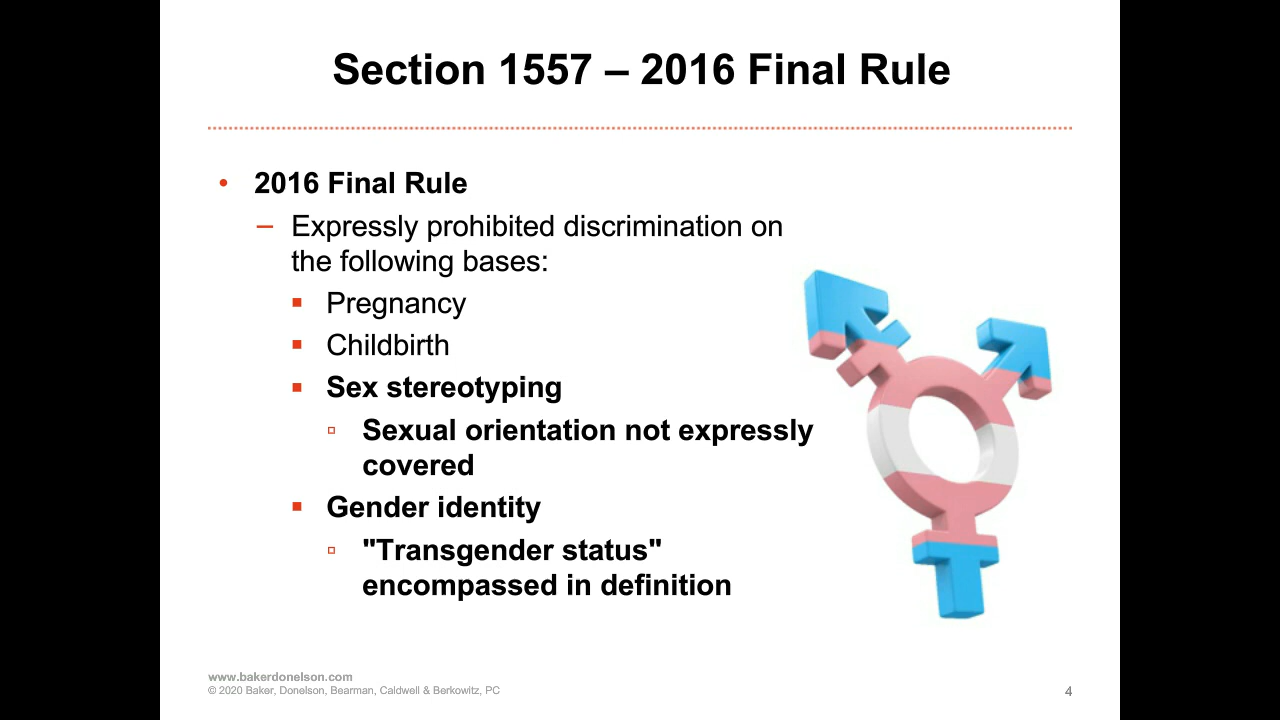 Section 1557 – 2016 Final Rule
• 2016 Final Rule
– Expressly prohibited discrimination on
the following bases:
▪ Pregnancy
▪ Childbirth
▪ Sex stereotyping
▫ Sexual orientation not expressly
covered
▪ Gender identity
▫ "Transgender status"
encompassed in definition
www.bakerdonelson.com
© 2020 Baker, Donelson, Bearman, Caldwell & Berkowitz, PC
4